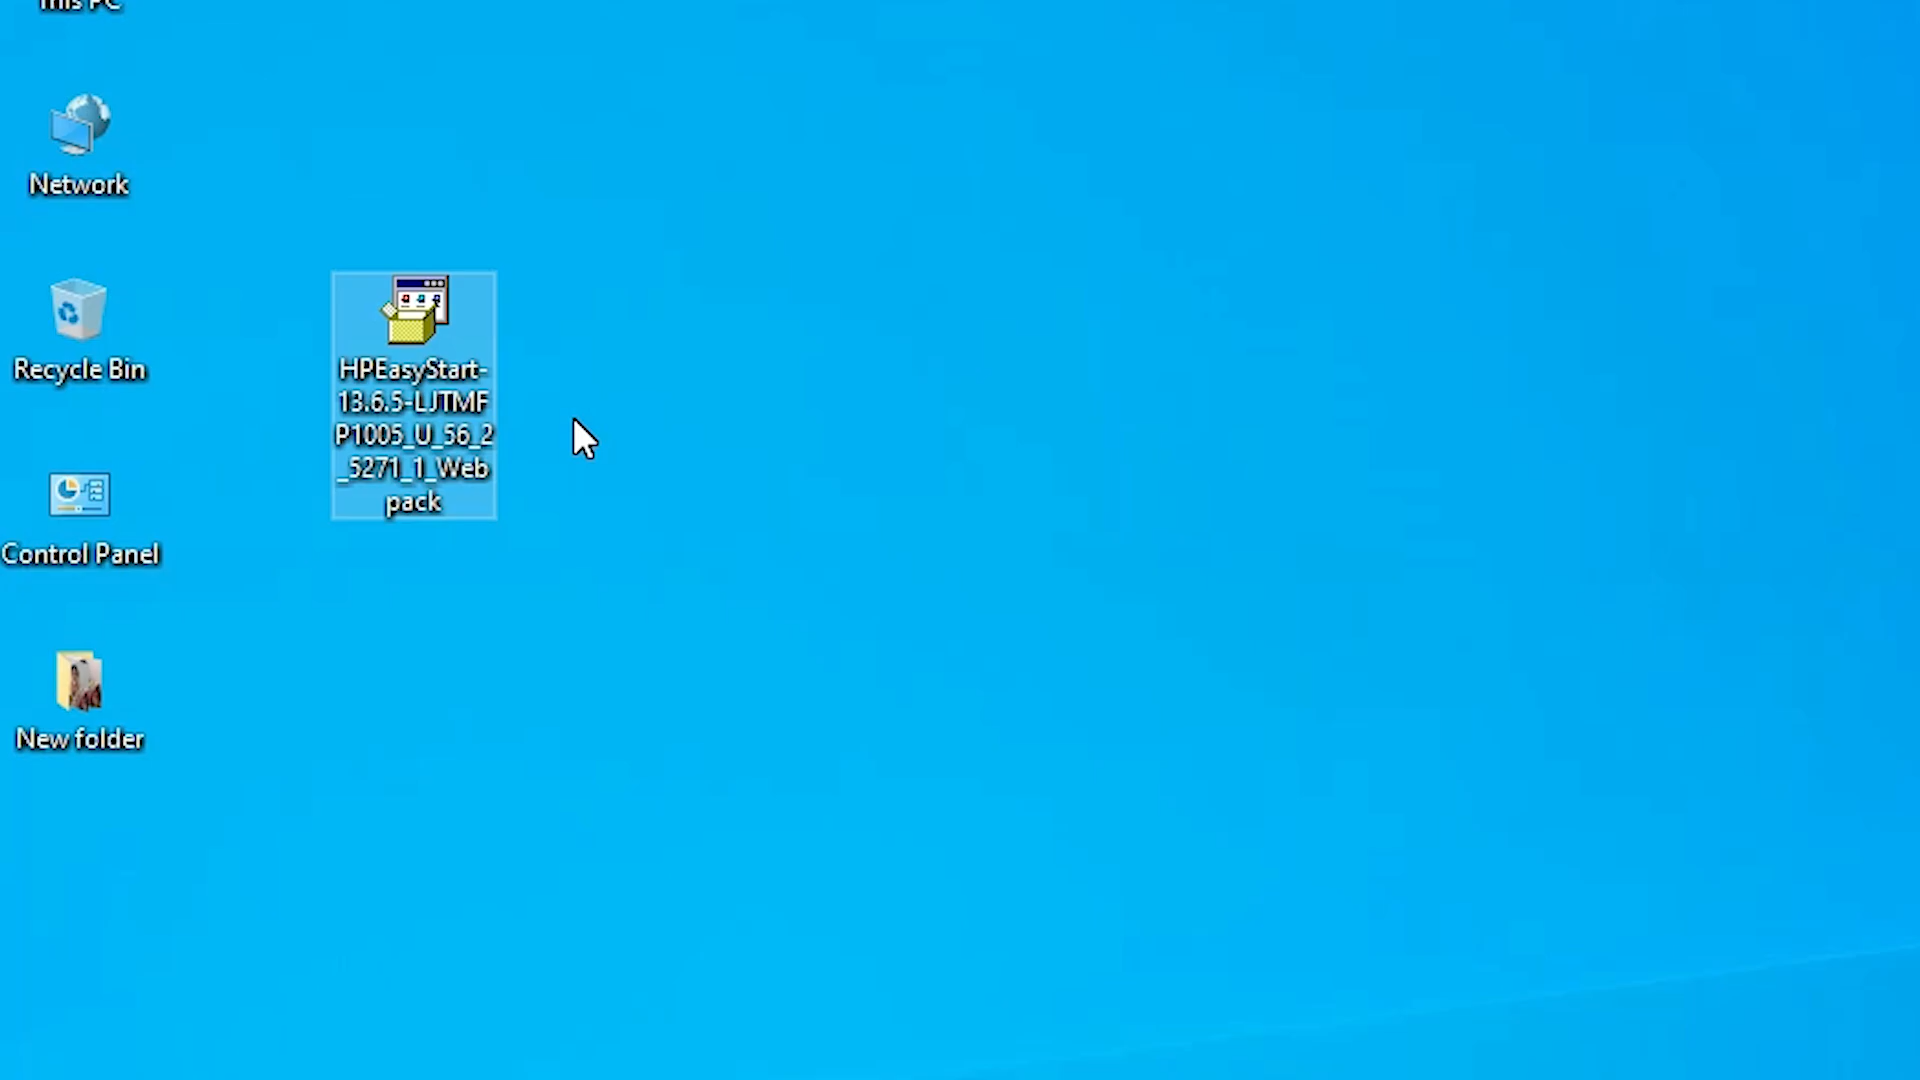 This PC
Network
Recycle Bin
Control Panel
New folder
HPEasyStart-
13.6.5-LJTMF
P1005_U_56_2
_5271_1_Web
pack